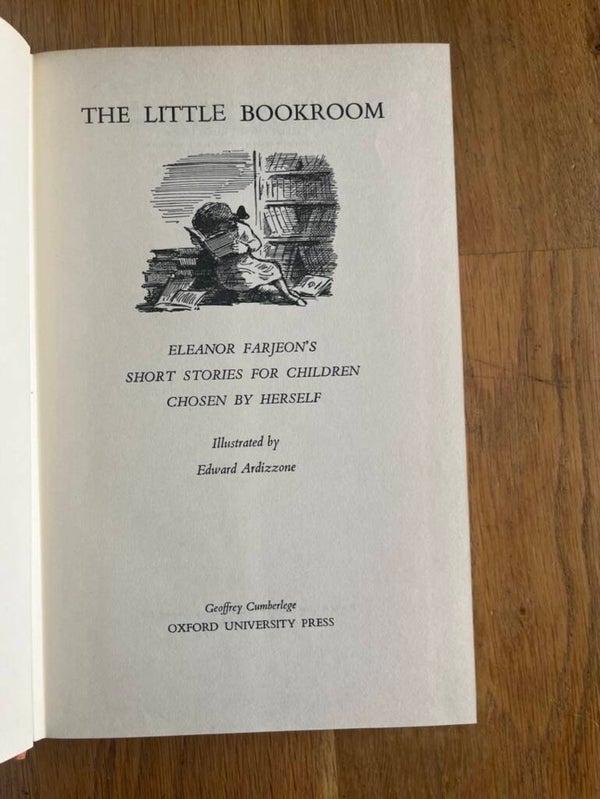 THE LITTLE BOOKROOM
ELEANOR FARJEON'S
SHORT STORIES FOR CHILDREN
CHOSEN BY HERSELF
Illustrated by
Edward Ardizzone
Geoffrey Cumberlege
OXFORD UNIVERSITY PRESS